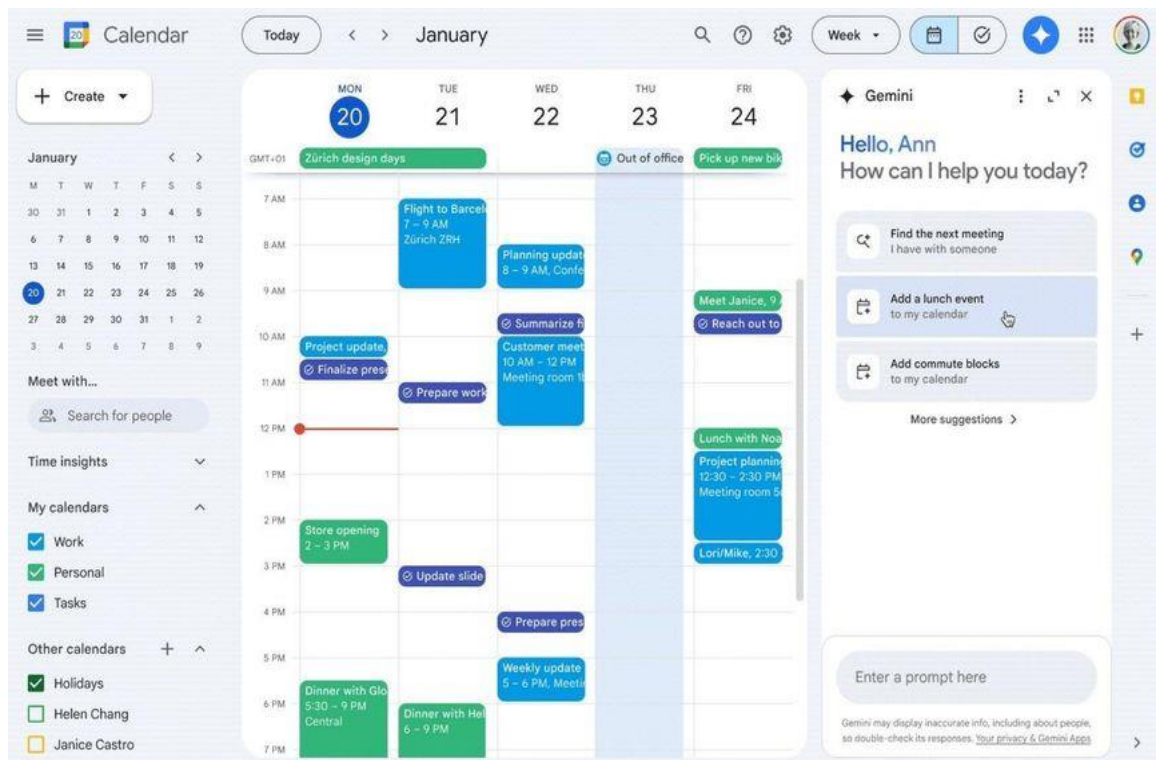 20 Calendar
Today
January
Week
Create
January
M T W T F S S
30 31 1 2 3 4 5
6 7 8 9 10 11 12
13 14 15 16 17 18 19
20 21 22 23 24 25 26
27 28 29 30 31 1 2
3 4 5 6 7 8 9
Meet with...
Search for people
Time insights
My calendars
Work
Personal
Tasks
Other calendars
Holidays
Helen Chang
Janice Castro
MON TUE WED THU FRI
20 21 22 23 24
GMT+01
Zürich design days
Out of office
Pick up new bik
7 AM
8 AM
9 AM
10 AM
11 AM
12 PM
1 PM
2 PM
3 PM
4 PM
5 PM
6 PM
7 PM
Project update,
Finalize prese
Store opening
2 – 3 PM
Dinner with Glo
5:30 – 9 PM
Central
Flight to Barcel
7 – 9 AM
Zürich ZRH
Prepare work
Update slide
Dinner with Hel
6 – 9 PM
Planning updat
8 – 9 AM, Confe
Summarize fi
Customer meet
10 AM – 12 PM
Meeting room 1
Prepare pres
Weekly update
5 – 6 PM, Meeti
Meet Janice, 9
Reach out to
Lunch with Noa
Project planning
12:30 – 2:30 PM
Meeting room 5
Lori/Mike, 2:30
Gemini
Hello, Ann
How can I help you today?
Find the next meeting
I have with someone
Add a lunch event
to my calendar
Add commute blocks
to my calendar
More suggestions
Enter a prompt here
Gemini may display inaccurate info, including about people,
so double-check its responses. Your privacy & Gemini Apps